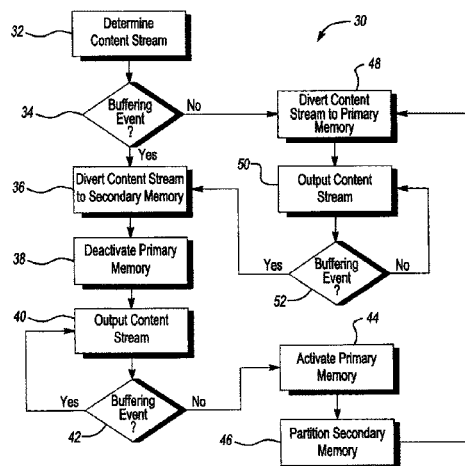 30
32
Determine
Content Stream
34
Buffering
Event
?
No
Yes
48
Divert Content
Stream to Primary
Memory
36
Divert Content Stream
to Secondary Memory
50
Output Content
Stream
38
Deactivate Primary
Memory
Yes
Buffering
Event
?
No
52
40
Output Content
Stream
44
Activate Primary
Memory
Yes
Buffering
Event
?
No
42
46
Partition Secondary
Memory